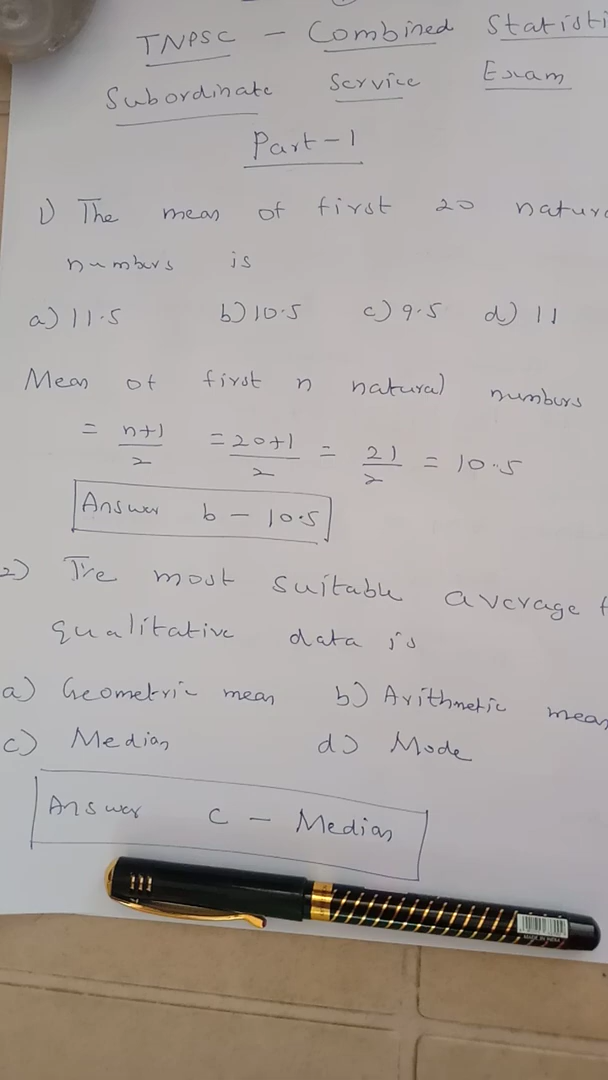 TNPSC - Combined Statisti
Subordinate Service Exam
Part-1
1) The mean of first 20 natura
numbers is
a) 11.5 b) 10.5 c) 9.5 d) 11
Mean of first n natural numbers
= n+1/2 = 20+1/2 = 21/2 = 10.5
Answer b - 10.5
2) The most suitable average f
qualitative data is
a) Geometric mean b) Arithmetic mean
c) Median d) Mode
Answer c - Median
MADE IN INDIA